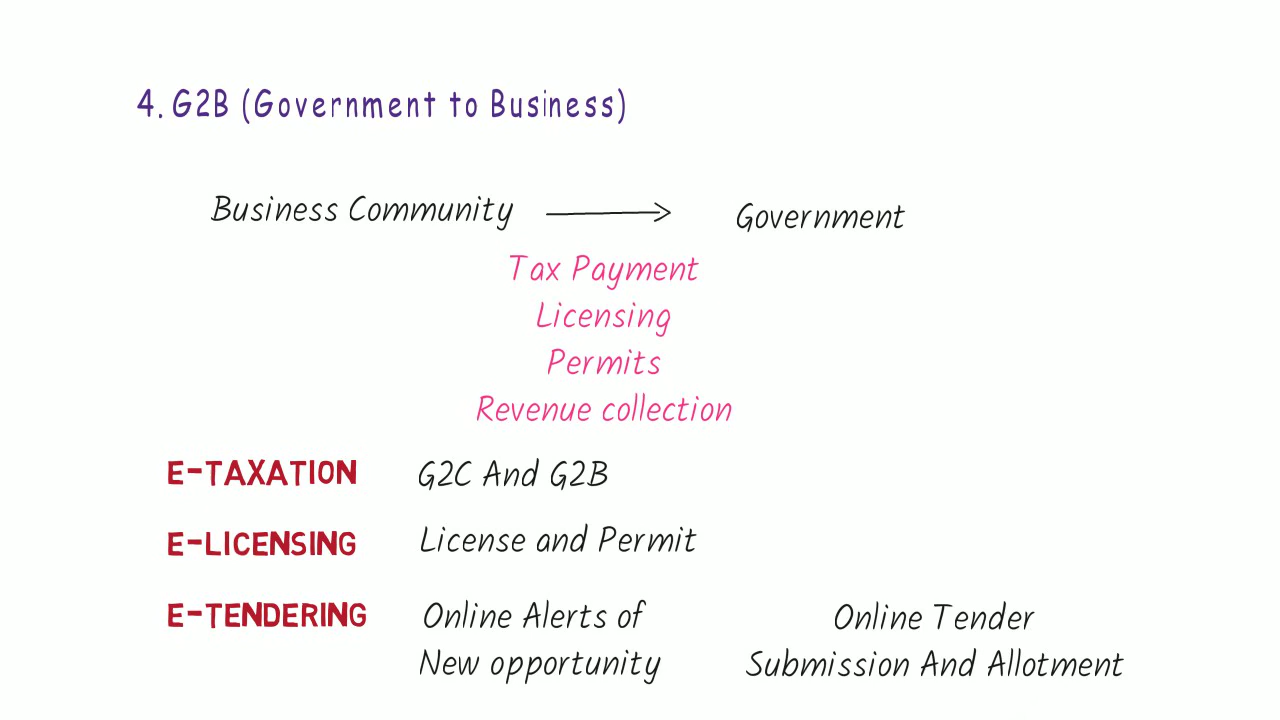 4. G2B (Government to Business)
Business Community
Government
Tax Payment
Licensing
Permits
Revenue collection
E-TAXATION G2C And G2B
E-LICENSING License and Permit
E-TENDERING
Online Alerts of
New opportunity
Online Tender
Submission And Allotment